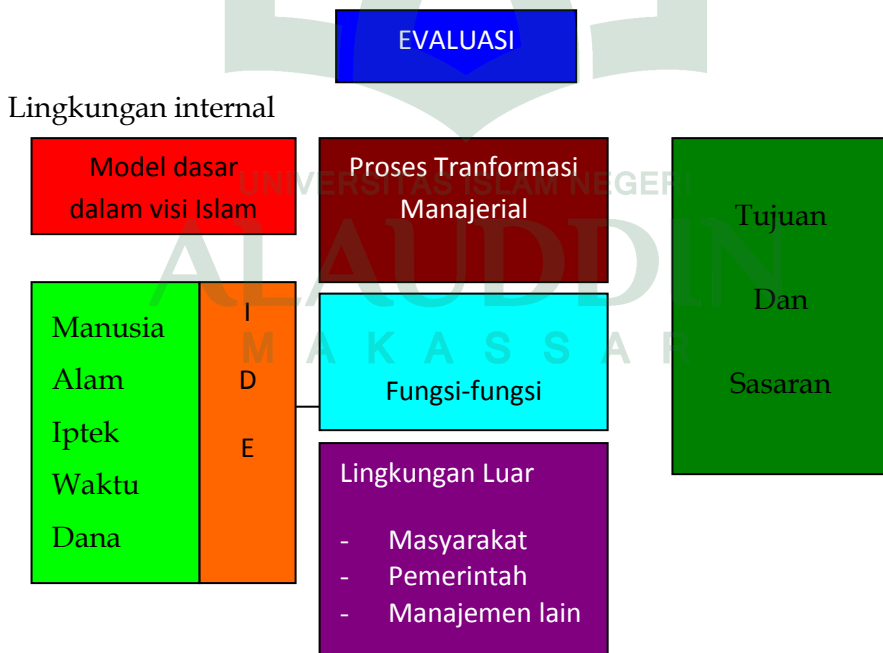 EVALUASI
Lingkungan internal
Model dasar
dalam visi Islam
Proses Tranformasi
Manajerial
Tujuan
Dan
Sasaran
UNIVERSITAS ISLAM NEGERI
ALAUDDIN
MAKASSAR
Manusia
Alam
Iptek
Waktu
Dana
I
D
E
Fungsi-fungsi
Lingkungan Luar
- Masyarakat
- Pemerintah
- Manajemen lain